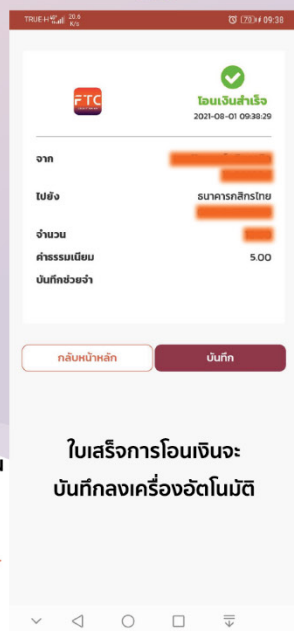 TRUE-H 20.6 K/s 78 09:38
FTC
โอนเงินสำเร็จ
2021-08-01 09:38:29
จาก
ไปยัง ธนาคารกสิกรไทย
จำนวน
ค่าธรรมเนียม 5.00
บันทึกช่วยจำ
กลับหน้าหลัก บันทึก
ใบเสร็จการโอนเงินจะ
บันทึกลงเครื่องอัตโนมัติ